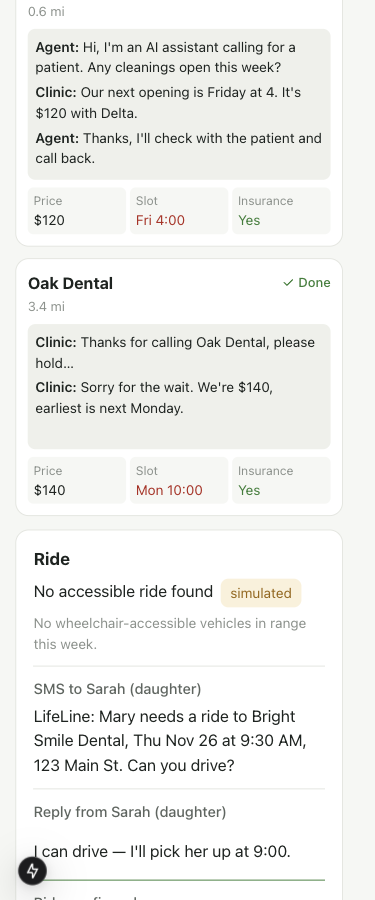 0.6 mi
Agent: Hi, I'm an AI assistant calling for a
patient. Any cleanings open this week?
Clinic: Our next opening is Friday at 4. It's
$120 with Delta.
Agent: Thanks, I'll check with the patient and
call back.
Price
$120
Slot
Fri 4:00
Insurance
Yes
Oak Dental
✓ Done
3.4 mi
Clinic: Thanks for calling Oak Dental, please
hold...
Clinic: Sorry for the wait. We're $140,
earliest is next Monday.
Price
$140
Slot
Mon 10:00
Insurance
Yes
Ride
No accessible ride found simulated
No wheelchair-accessible vehicles in range
this week.
SMS to Sarah (daughter)
LifeLine: Mary needs a ride to Bright
Smile Dental, Thu Nov 26 at 9:30 AM,
123 Main St. Can you drive?
Reply from Sarah (daughter)
I can drive — I'll pick her up at 9:00.